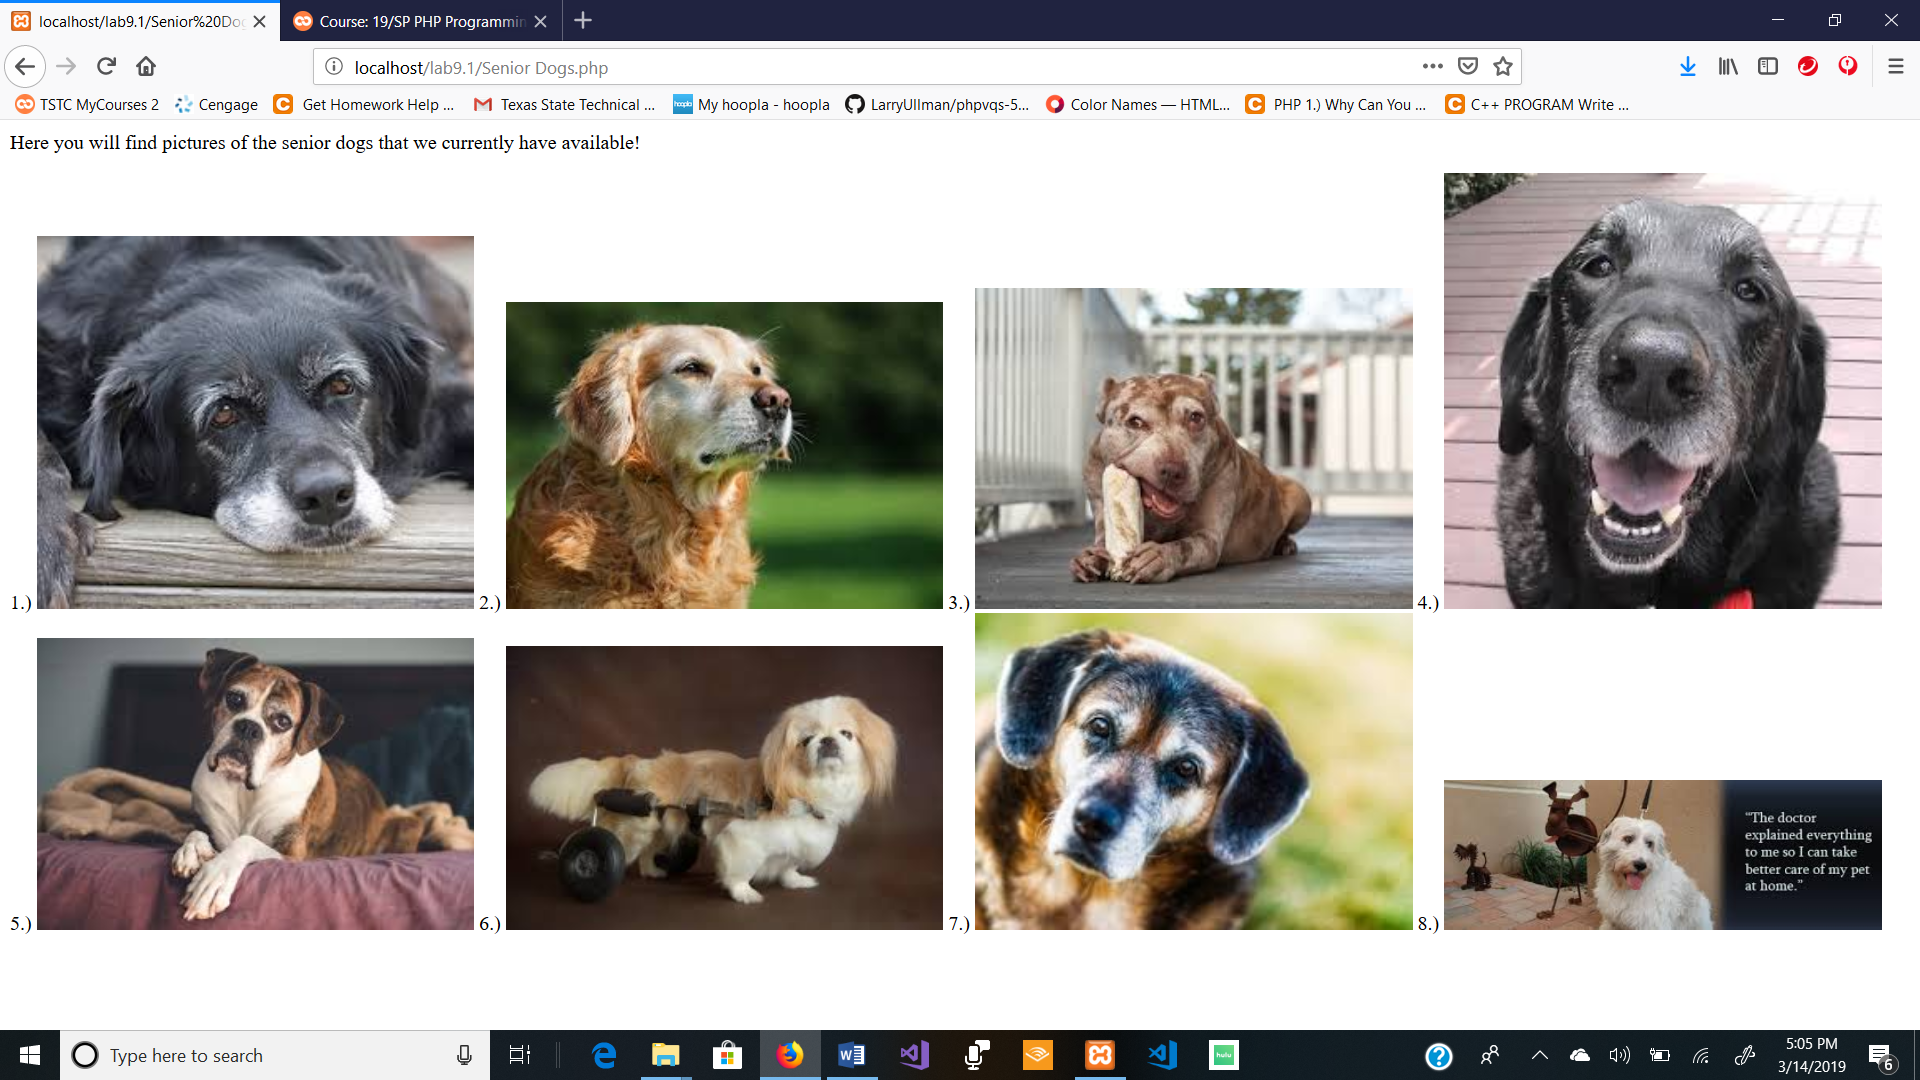 localhost/lab9.1/Senior%20Dog
Course: 19/SP PHP Programmin
localhost/lab9.1/Senior Dogs.php
TSTC MyCourses 2
Cengage
Get Homework Help ...
Texas State Technical ...
hoopla
My hoopla - hoopla
LarryUllman/phpvqs-5...
Color Names — HTML...
PHP 1.) Why Can You ...
C++ PROGRAM Write ...
Here you will find pictures of the senior dogs that we currently have available!
1.)
2.)
3.)
4.)
5.)
6.)
7.)
8.)
"The doctor
explained everything
to me so I can take
better care of my pet
at home."
Type here to search
hulu
5:05 PM
3/14/2019
6